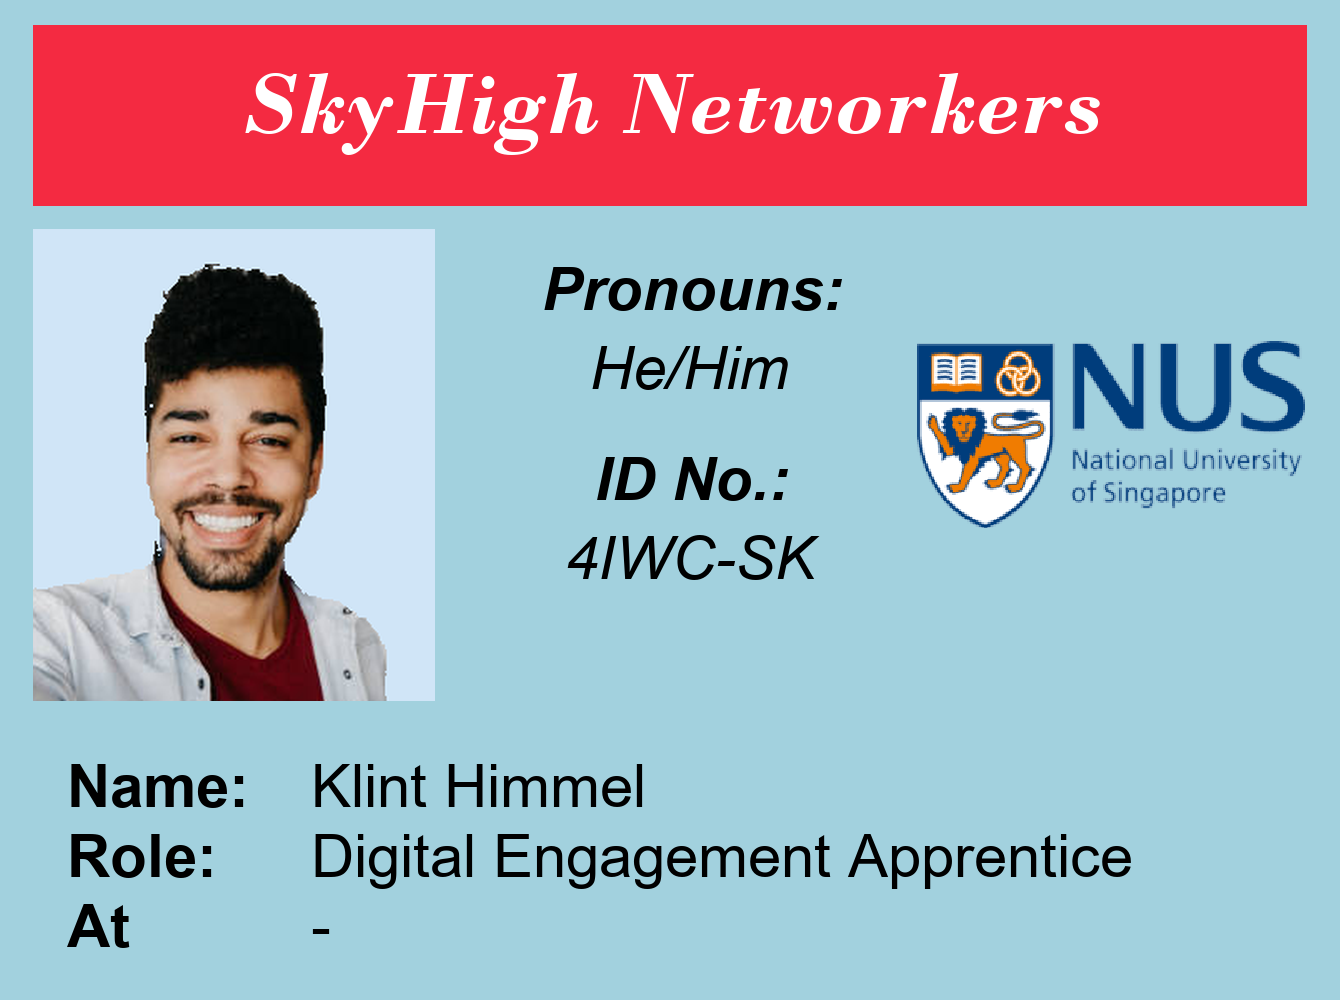 SkyHigh Networkers
Pronouns:
He/Him
ID No.:
4IWC-SK
NUS
National University
of Singapore
Name: Klint Himmel
Role: Digital Engagement Apprentice
At -